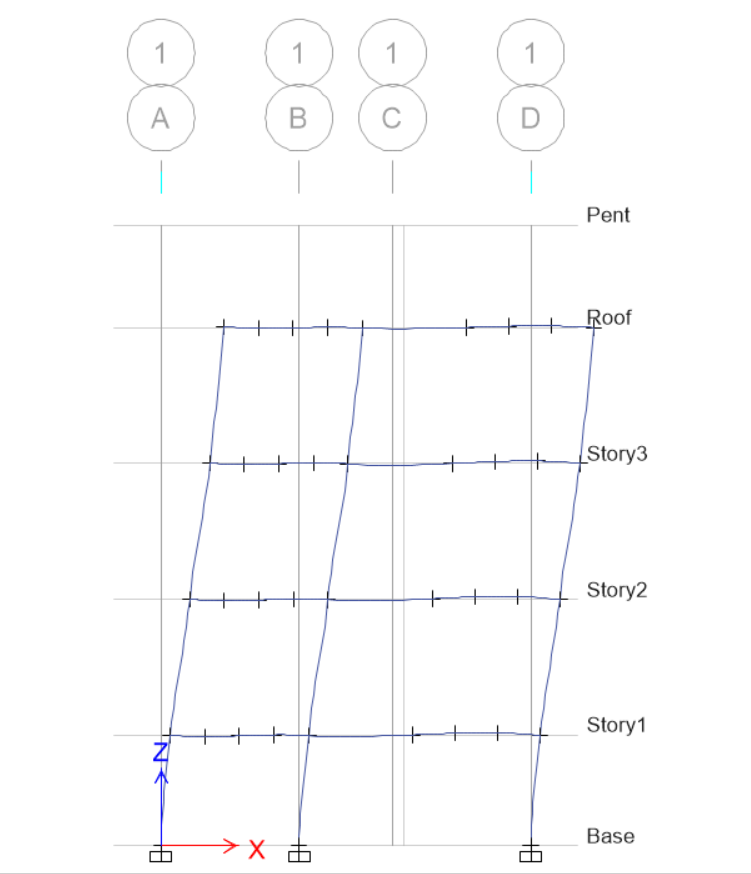 1 1 1 1
A B C D
Pent
Roof
Story3
Story2
Story1
Z
X
Base